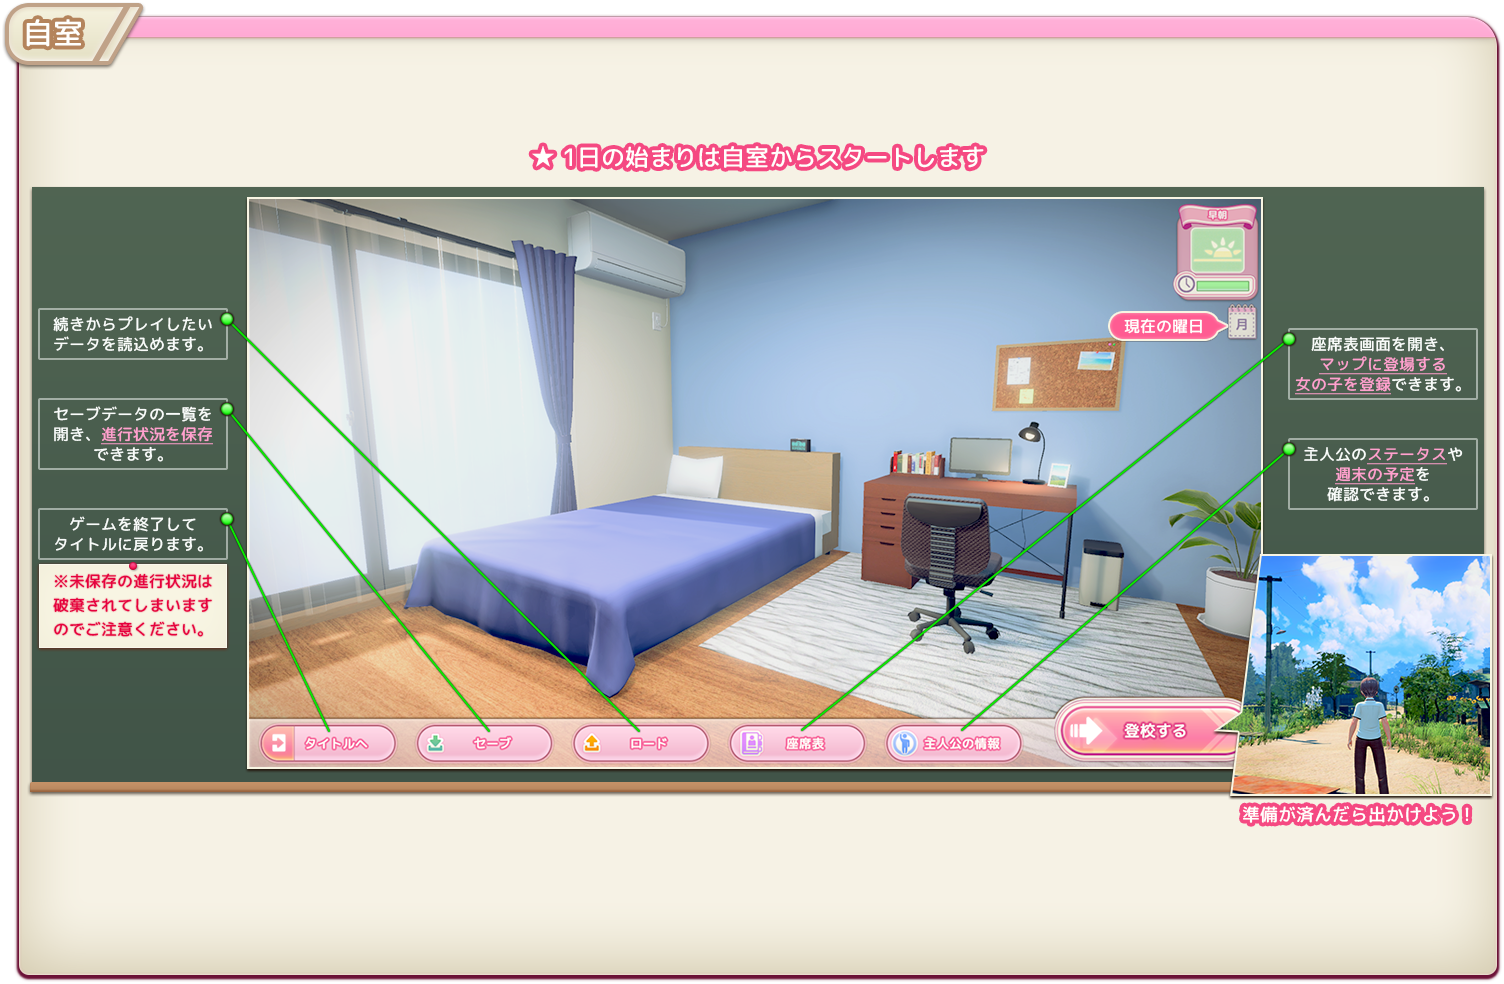 自室
★ 1日の始まりは自室からスタートします
早朝
現在の曜日
月
続きからプレイしたい
データを読込めます。
セーブデータの一覧を
開き、進行状況を保存
できます。
ゲームを終了して
タイトルに戻ります。
※未保存の進行状況は
破棄されてしまいます
のでご注意ください。
座席表画面を開き、
マップに登場する
女の子を登録できます。
主人公のステータスや
週末の予定を
確認できます。
タイトルへ
セーブ
ロード
座席表
主人公の情報
登校する
準備が済んだら出かけよう!